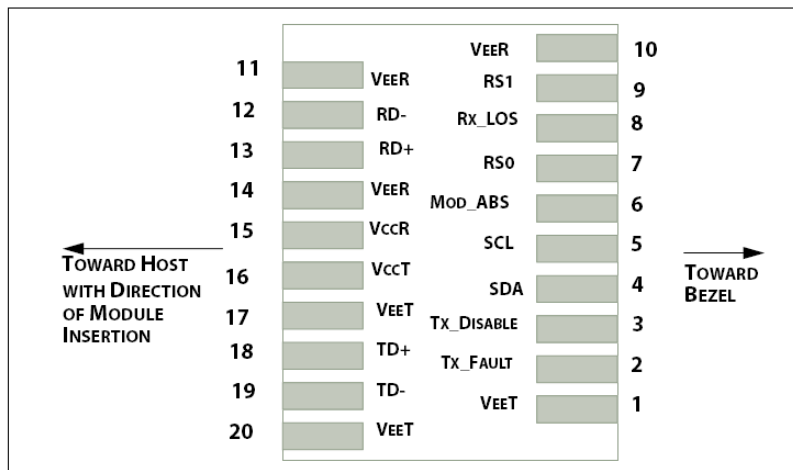 11 VEER
12 RD-
13 RD+
14 VEER
15 VCCR
16 VCCT
17 VEET
18 TD+
19 TD-
20 VEET
TOWARD HOST
WITH DIRECTION
OF MODULE
INSERTION
VEER 10
RS1 9
RX_LOS 8
RS0 7
MOD_ABS 6
SCL 5
SDA 4
TX_DISABLE 3
TX_FAULT 2
VEET 1
TOWARD
BEZEL